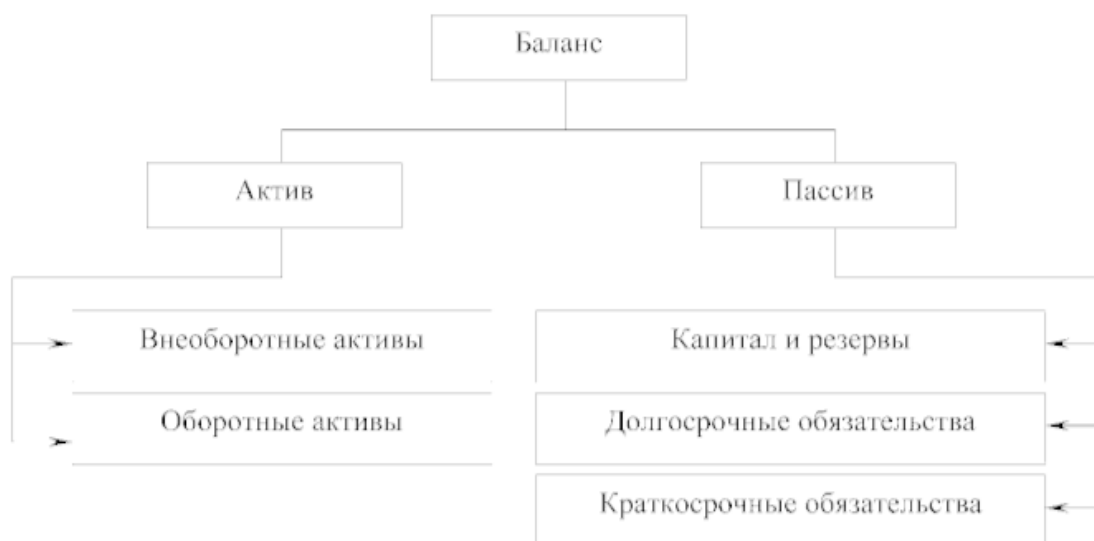 Баланс
Актив
Пассив
Внеоборотные активы
Оборотные активы
Капитал и резервы
Долгосрочные обязательства
Краткосрочные обязательства